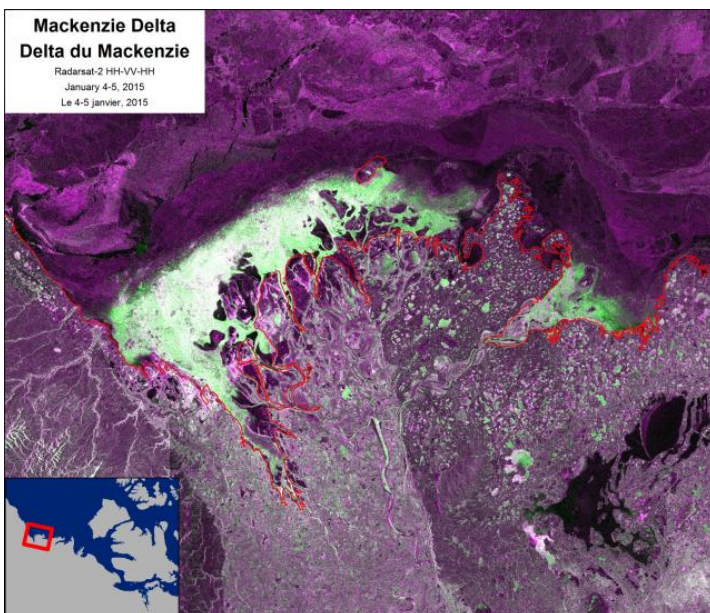 Mackenzie Delta
Delta du Mackenzie
Radarsat-2 HH-VV-HH
January 4-5, 2015
Le 4-5 janvier, 2015